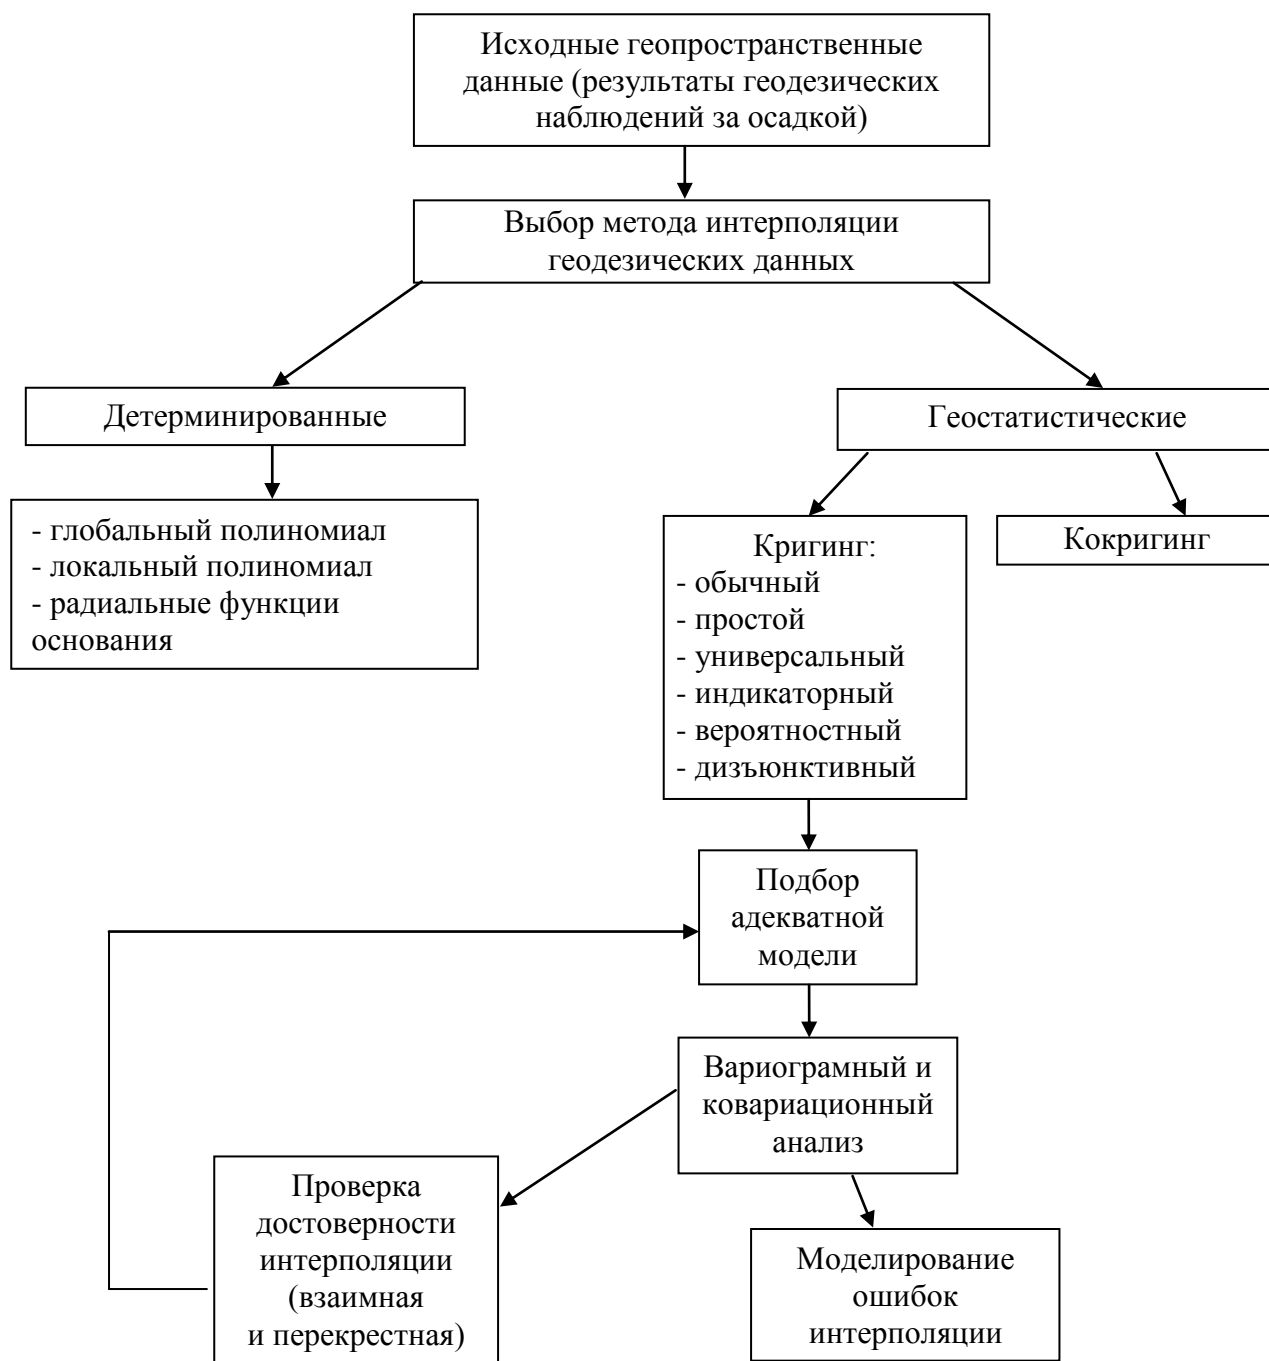 Исходные геопространственные
данные (результаты геодезических
наблюдений за осадкой)
Выбор метода интерполяции
геодезических данных
Детерминированные
Геостатистические
- глобальный полиномиал
- локальный полиномиал
- радиальные функции
основания
Кригинг:
- обычный
- простой
- универсальный
- индикаторный
- вероятностный
- дизъюнктивный
Кокригинг
Подбор
адекватной
модели
Вариограмный и
ковариационный
анализ
Проверка
достоверности
интерполяции
(взаимная
и перекрестная)
Моделирование
ошибок
интерполяции